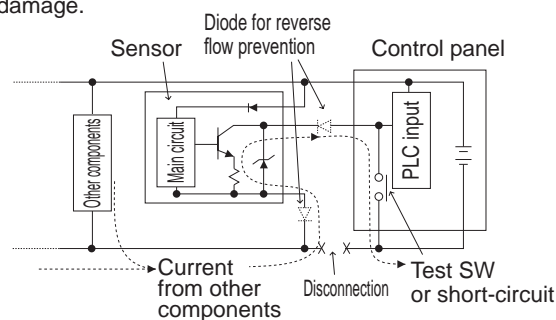 damage.
Diode for reverse
flow prevention
Sensor
Control panel
Other components
Main circuit
PLC input
Current
from other
components
Disconnection
Test SW
or short-circuit